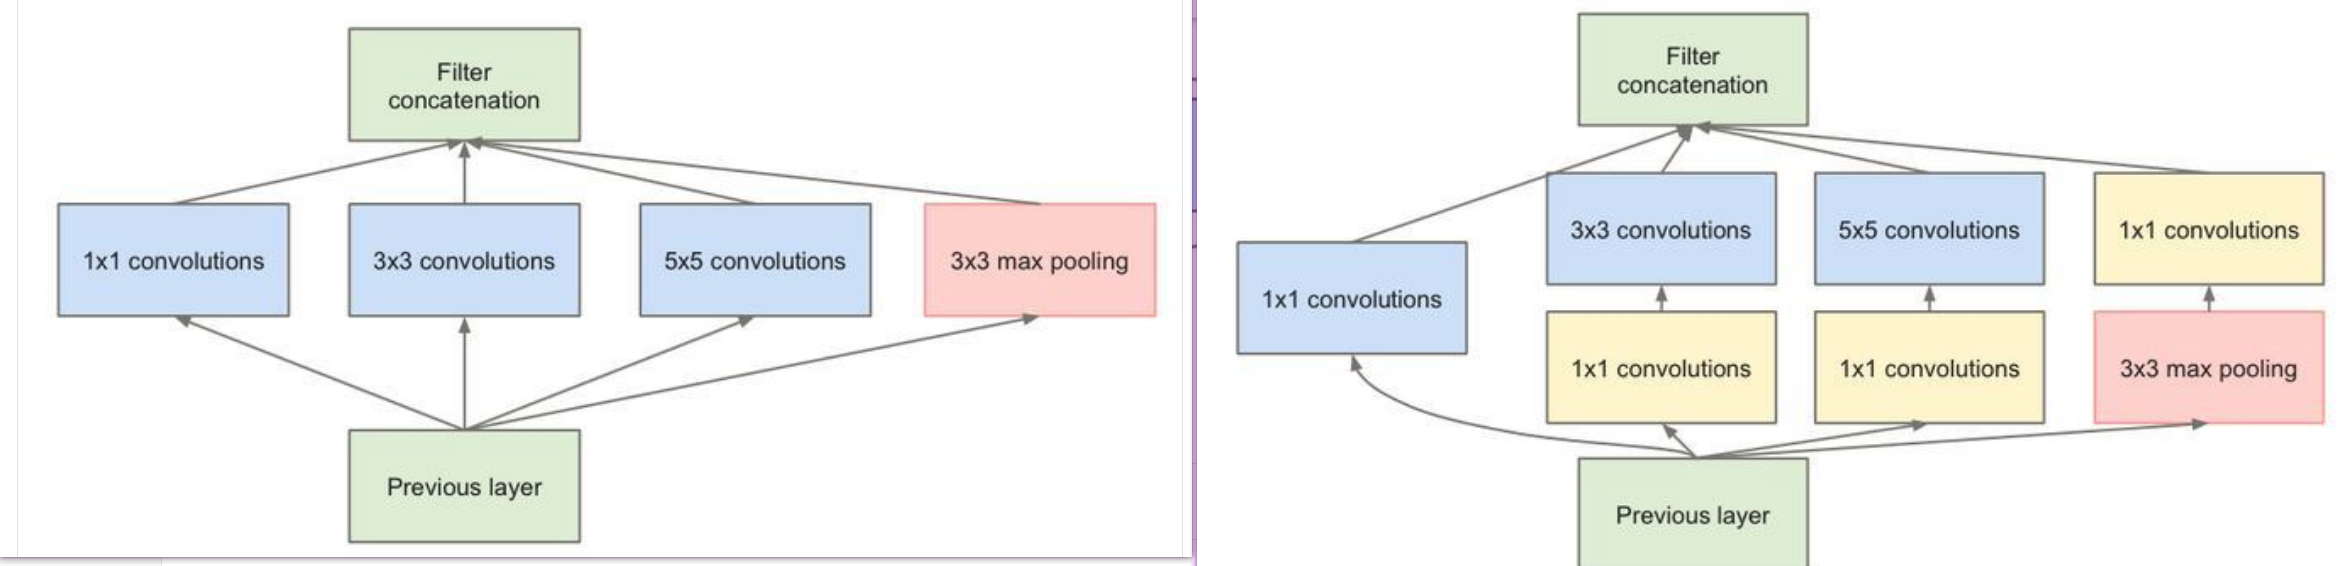 Filter
concatenation
1x1 convolutions
3x3 convolutions
5x5 convolutions
3x3 max pooling
Previous layer
Filter
concatenation
3x3 convolutions
5x5 convolutions
1x1 convolutions
1x1 convolutions
1x1 convolutions
1x1 convolutions
3x3 max pooling
Previous layer